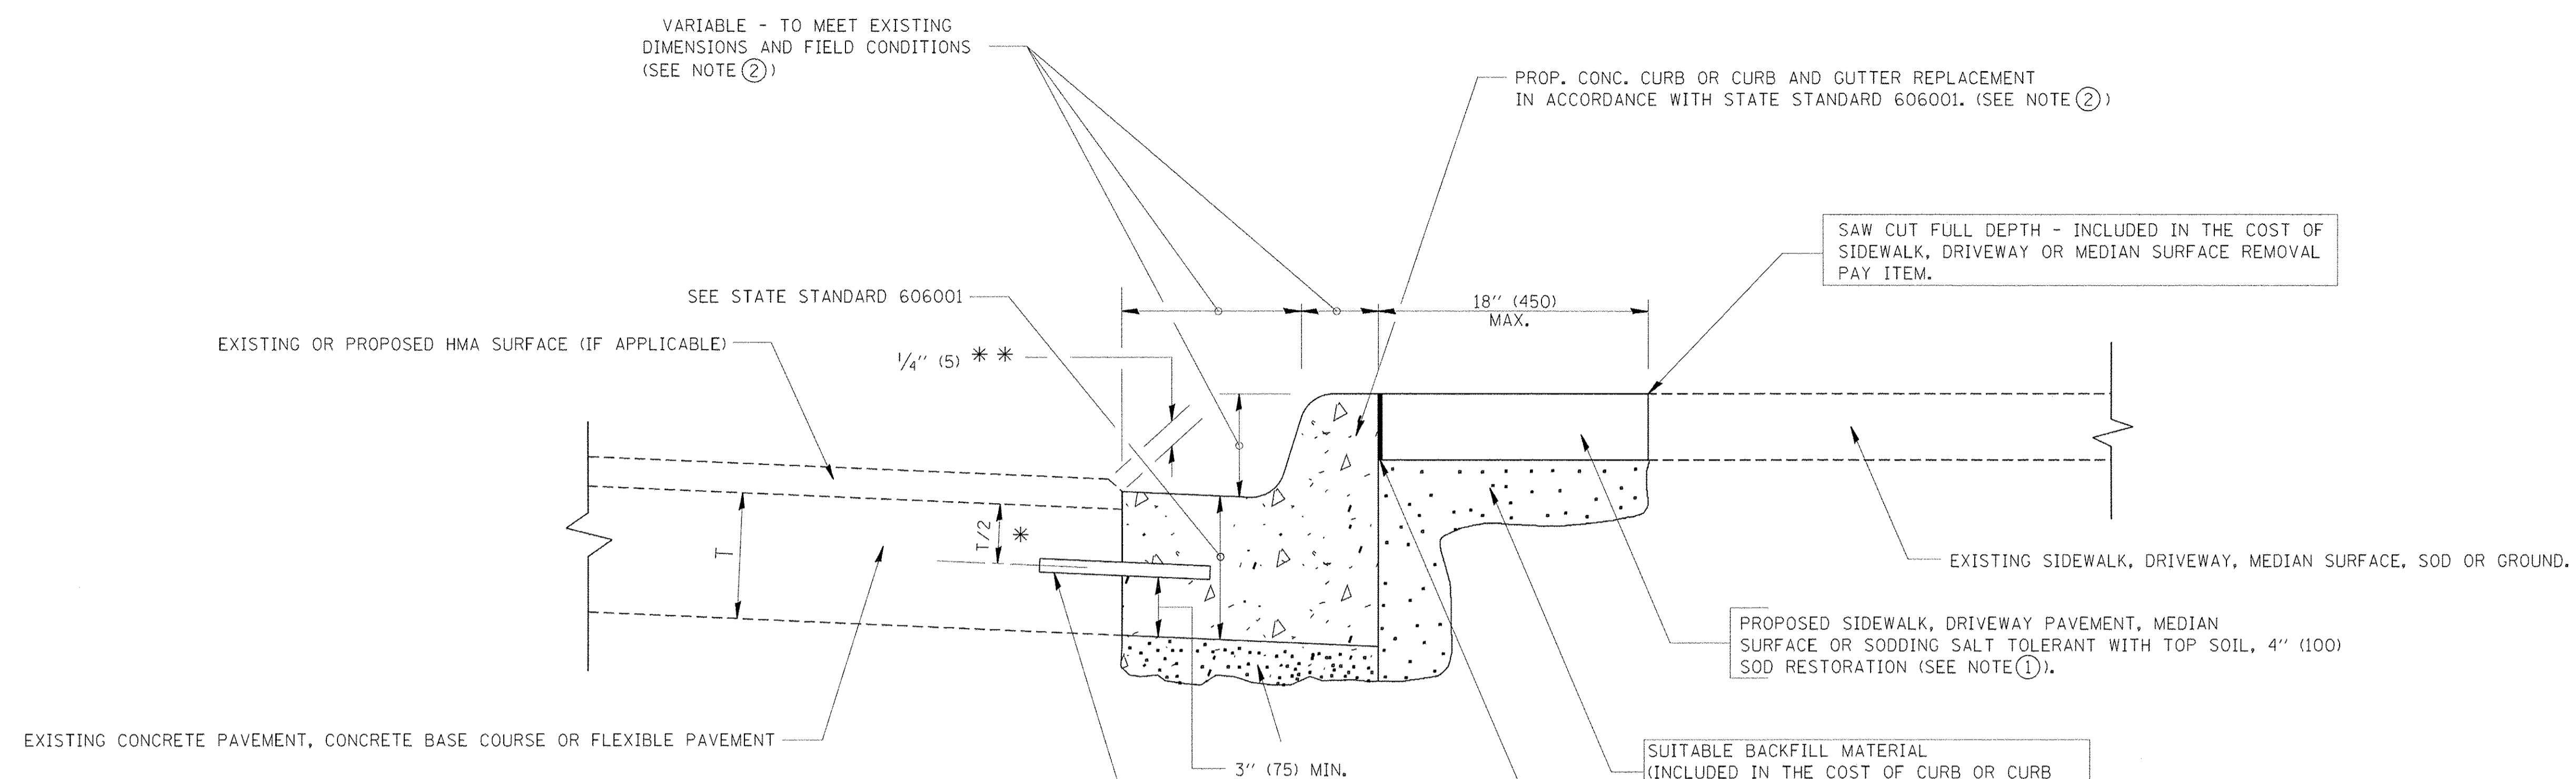 VARIABLE - TO MEET EXISTING
DIMENSIONS AND FIELD CONDITIONS
(SEE NOTE ②)
PROP. CONC. CURB OR CURB AND GUTTER REPLACEMENT
IN ACCORDANCE WITH STATE STANDARD 606001. (SEE NOTE ②)
SAW CUT FULL DEPTH - INCLUDED IN THE COST OF
SIDEWALK, DRIVEWAY OR MEDIAN SURFACE REMOVAL
PAY ITEM.
SEE STATE STANDARD 606001
18" (450)
MAX.
EXISTING OR PROPOSED HMA SURFACE (IF APPLICABLE)
1/4" (5) * *
T
T/2 *
EXISTING SIDEWALK, DRIVEWAY, MEDIAN SURFACE, SOD OR GROUND.
PROPOSED SIDEWALK, DRIVEWAY PAVEMENT, MEDIAN
SURFACE OR SODDING SALT TOLERANT WITH TOP SOIL, 4" (100)
SOD RESTORATION (SEE NOTE ①).
EXISTING CONCRETE PAVEMENT, CONCRETE BASE COURSE OR FLEXIBLE PAVEMENT
3" (75) MIN.
SUITABLE BACKFILL MATERIAL
(INCLUDED IN THE COST OF CURB OR CURB